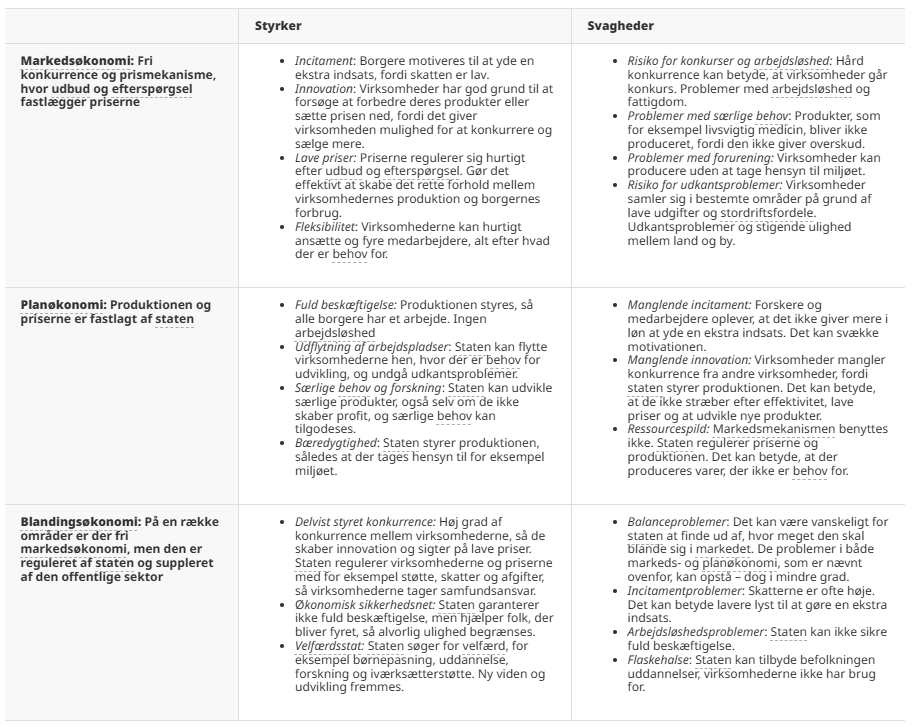 Styrker
Svagheder
Markedsøkonomi: Fri
konkurrence og prismekanisme,
hvor udbud og efterspørgsel
fastlægger priserne
• Incitament: Borgere motiveres til at yde en
ekstra indsats, fordi skatten er lav.
• Innovation: Virksomheder har god grund til at
forsøge at forbedre deres produkter eller
sætte prisen ned, fordi det giver
virksomheden mulighed for at konkurrere og
sælge mere.
• Lave priser: Priserne regulerer sig hurtigt
efter udbud og efterspørgsel. Gør det
effektivt at skabe det rette forhold mellem
virksomhedernes produktion og borgernes
forbrug.
• Fleksibilitet: Virksomhederne kan hurtigt
ansætte og fyre medarbejdere, alt efter hvad
der er behov for.
• Risiko for konkurser og arbejdsløshed: Hård
konkurrence kan betyde, at virksomheder går
konkurs. Problemer med arbejdsløshed og
fattigdom.
• Problemer med særlige behov: Produkter, som
for eksempel livsvigtig medicin, bliver ikke
produceret, fordi den ikke giver overskud.
• Problemer med forurening: Virksomheder kan
producere uden at tage hensyn til miljøet.
• Risiko for udkantsproblemer: Virksomheder
samler sig i bestemte områder på grund af
lave udgifter og stordriftsfordele.
Udkantsproblemer og stigende ulighed
mellem land og by.
Planøkonomi: Produktionen og
priserne er fastlagt af staten
• Fuld beskæftigelse: Produktionen styres, så
alle borgere har et arbejde. Ingen
arbejdsløshed
• Udflytning af arbejdspladser: Staten kan flytte
virksomhederne hen, hvor der er behov for
udvikling, og undgå udkantsproblemer.
• Særlige behov og forskning: Staten kan udvikle
særlige produkter, også selv om de ikke
skaber profit, og særlige behov kan
tilgodeses.
• Bæredygtighed: Staten styrer produktionen,
således at der tages hensyn til for eksempel
miljøet.
• Manglende incitament: Forskere og
medarbejdere oplever, at det ikke giver mere i
løn at yde en ekstra indsats. Det kan svække
motivationen.
• Manglende innovation: Virksomheder mangler
konkurrence fra andre virksomheder, fordi
staten styrer produktionen. Det kan betyde,
at de ikke stræber efter effektivitet, lave
priser og at udvikle nye produkter.
• Ressourcespild: Markedsmekanismen benyttes
ikke. Staten regulerer priserne og
produktionen. Det kan betyde, at der
produceres varer, der ikke er behov for.
Blandingsøkonomi: På en række
områder er der fri
markedsøkonomi, men den er
reguleret af staten og suppleret
af den offentlige sektor
• Delvist styret konkurrence: Høj grad af
konkurrence mellem virksomhederne, så de
skaber innovation og sigter på lave priser.
Staten regulerer virksomhederne og priserne
med for eksempel støtte, skatter og afgifter,
så virksomhederne tager samfundsansvar.
• Økonomisk sikkerhedsnet: Staten garanterer
ikke fuld beskæftigelse, men hjælper folk, der
bliver fyret, så alvorlig ulighed begrænses.
• Velfærdsstat: Staten søger for velfærd, for
eksempel børnepasning, uddannelse,
forskning og iværksætterstøtte. Ny viden og
udvikling fremmes.
• Balanceproblemer: Det kan være vanskeligt for
staten at finde ud af, hvor meget den skal
blande sig i markedet. De problemer i både
markeds- og planøkonomi, som er nævnt
ovenfor, kan opstå – dog i mindre grad.
• Incitamentproblemer: Skatterne er ofte høje.
Det kan betyde lavere lyst til at gøre en ekstra
indsats.
• Arbejdsløshedsproblemer: Staten kan ikke sikre
fuld beskæftigelse.
• Flaskehalse: Staten kan tilbyde befolkningen
uddannelser, virksomhederne ikke har brug
for.